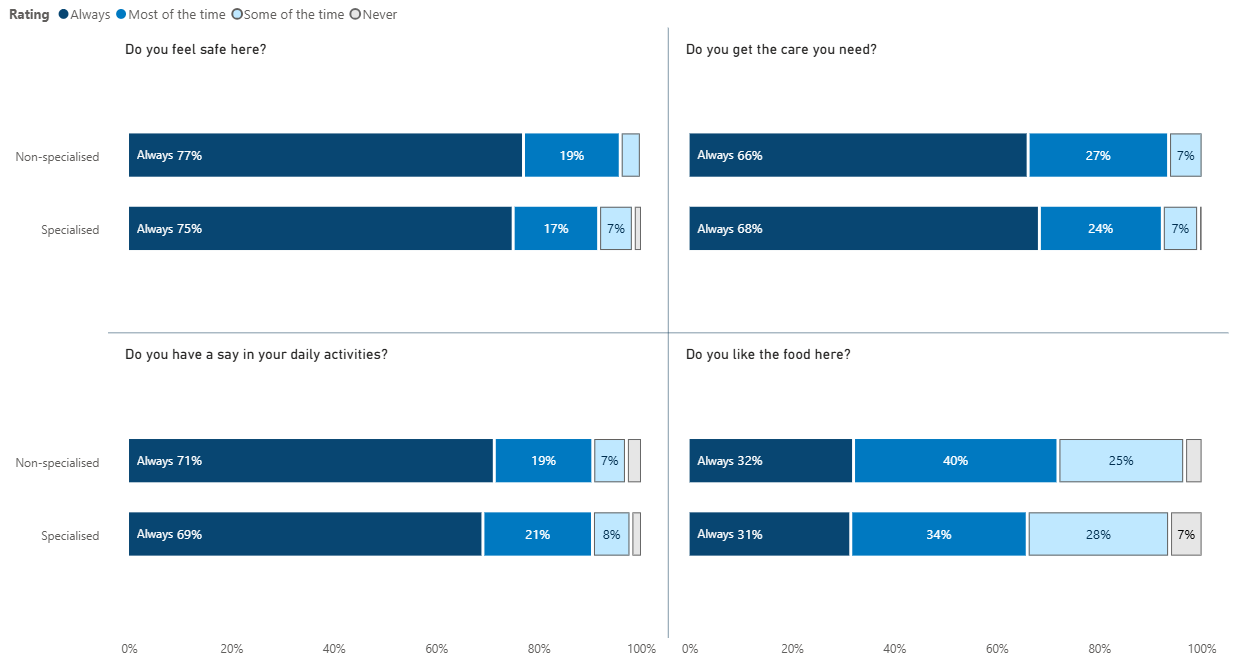 Rating Always Most of the time Some of the time Never
Do you feel safe here?
Non-specialised
Always 77% 19%
Specialised
Always 75% 17% 7%
Do you get the care you need?
Always 66% 27% 7%
Always 68% 24% 7%
Do you have a say in your daily activities?
Non-specialised
Always 71% 19% 7%
Specialised
Always 69% 21% 8%
Do you like the food here?
Always 32% 40% 25%
Always 31% 34% 28% 7%
0% 20% 40% 60% 80% 100%
0% 20% 40% 60% 80% 100%